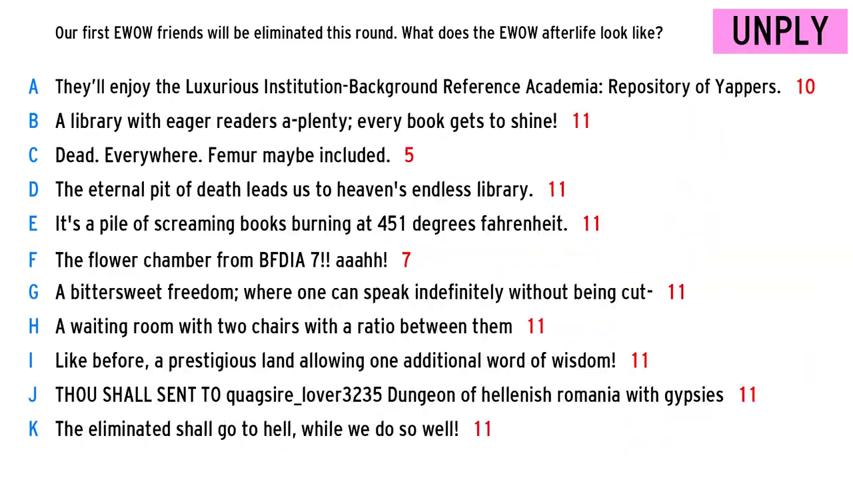 Our first EWOW friends will be eliminated this round. What does the EWOW afterlife look like?
UNPLY
A They'll enjoy the Luxurious Institution-Background Reference Academia: Repository of Yappers. 10
B A library with eager readers a-plenty; every book gets to shine! 11
C Dead. Everywhere. Femur maybe included. 5
D The eternal pit of death leads us to heaven's endless library. 11
E It's a pile of screaming books burning at 451 degrees fahrenheit. 11
F The flower chamber from BFDIA 7!! aaahh! 7
G A bittersweet freedom; where one can speak indefinitely without being cut- 11
H A waiting room with two chairs with a ratio between them 11
I Like before, a prestigious land allowing one additional word of wisdom! 11
J THOU SHALL SENT TO quagsire_lover3235 Dungeon of hellenish romania with gypsies 11
K The eliminated shall go to hell, while we do so well! 11